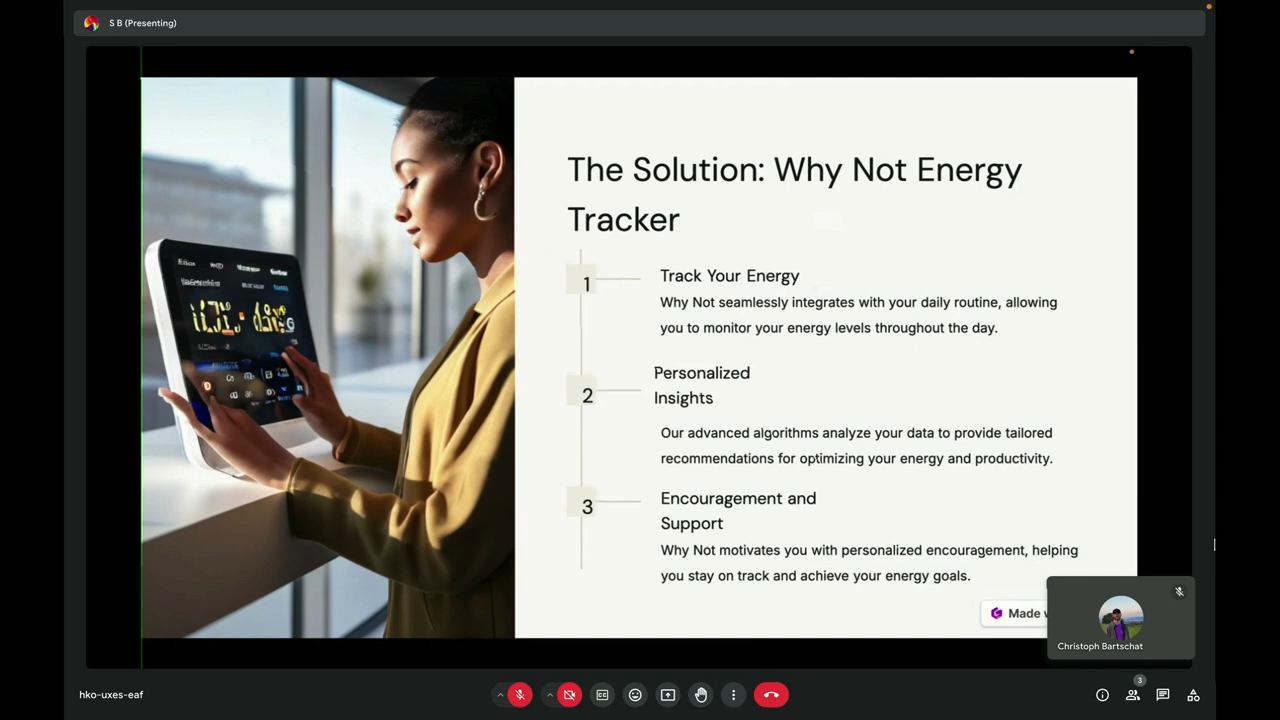 S B (Presenting)
The Solution: Why Not Energy
Tracker
1
Track Your Energy
Why Not seamlessly integrates with your daily routine, allowing
you to monitor your energy levels throughout the day.
2
Personalized
Insights
Our advanced algorithms analyze your data to provide tailored
recommendations for optimizing your energy and productivity.
3
Encouragement and
Support
Why Not motivates you with personalized encouragement, helping
you stay on track and achieve your energy goals.
Made
Christoph Bartschat
hko-uxes-eaf
3